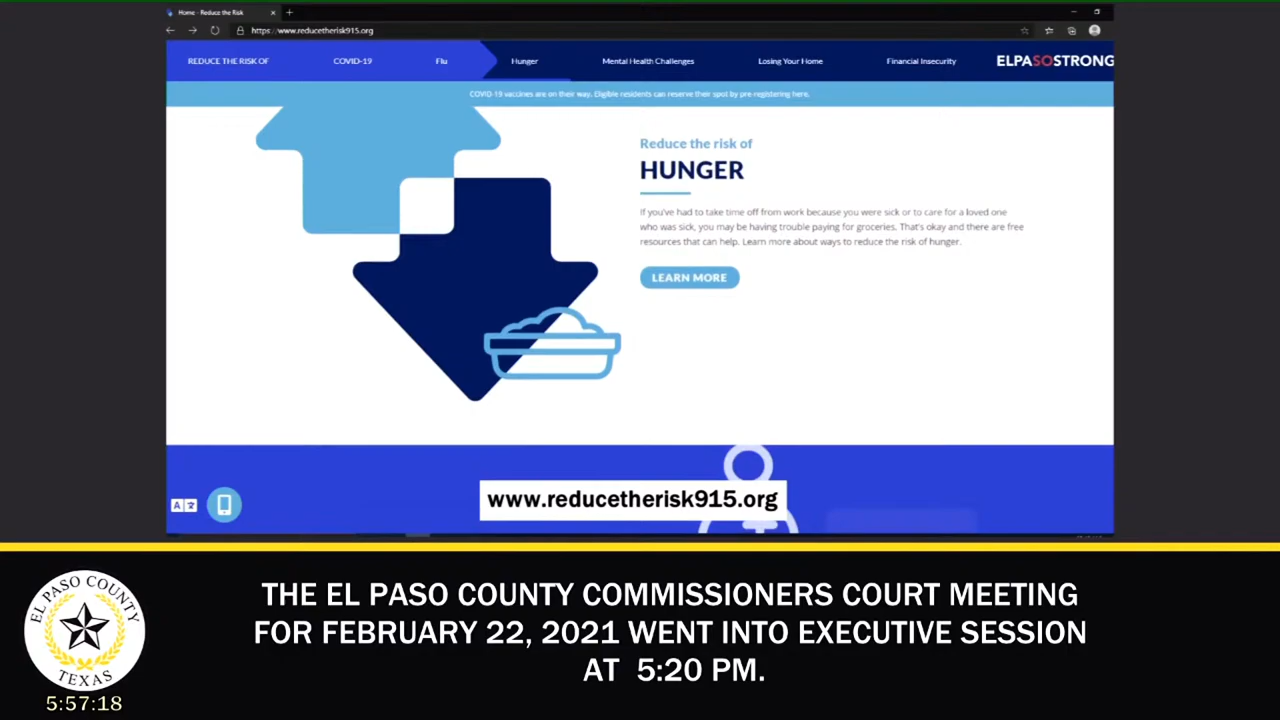 Home - Reduce the Risk
https://www.reducetherisk915.org
REDUCE THE RISK OF
COVID-19
Flu
Hunger
Mental Health Challenges
Losing Your Home
Financial Insecurity
ELPASOSTRONG
COVID-19 vaccines are on their way. Eligible residents can reserve their spot by pre-registering here.
Reduce the risk of
HUNGER
If you've had to take time off from work because you were sick or to care for a loved one
who was sick, you may be having trouble paying for groceries. That's okay and there are free
resources that can help. Learn more about ways to reduce the risk of hunger.
LEARN MORE
www.reducetherisk915.org
EL PASO COUNTY
TEXAS
5:57:18
THE EL PASO COUNTY COMMISSIONERS COURT MEETING
FOR FEBRUARY 22, 2021 WENT INTO EXECUTIVE SESSION
AT 5:20 PM.